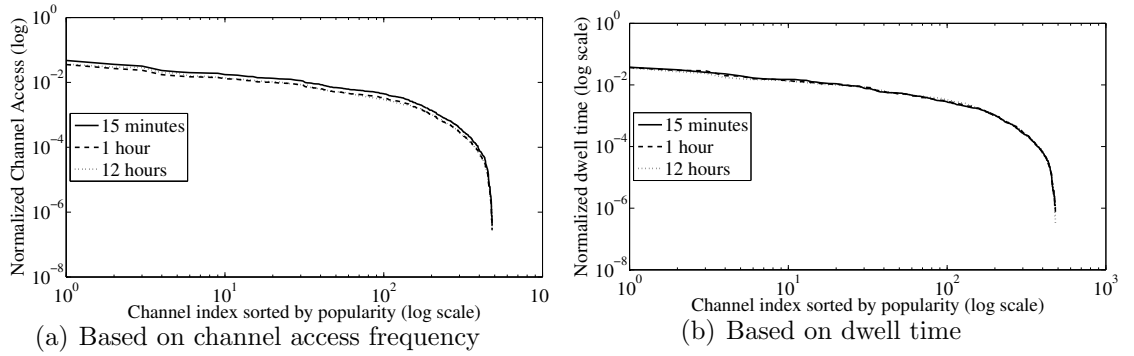 Normalized Channel Access (log)
10^0
10^-2
10^-4
10^-6
10^-8
15 minutes
1 hour
12 hours
10^0
10^1
10^2
10
Channel index sorted by popularity (log scale)
(a) Based on channel access frequency
Normalized dwell time (log scale)
10^0
10^-2
10^-4
10^-6
10^-8
15 minutes
1 hour
12 hours
10^0
10^1
10^2
10^3
Channel index sorted by popularity (log scale)
(b) Based on dwell time